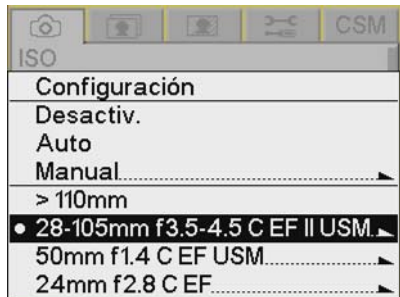 CSM
ISO
Configuración
Desactiv.
Auto
Manual
> 110mm
28-105mm f3.5-4.5 C EF II USM
50mm f1.4 C EF USM
24mm f2.8 C EF